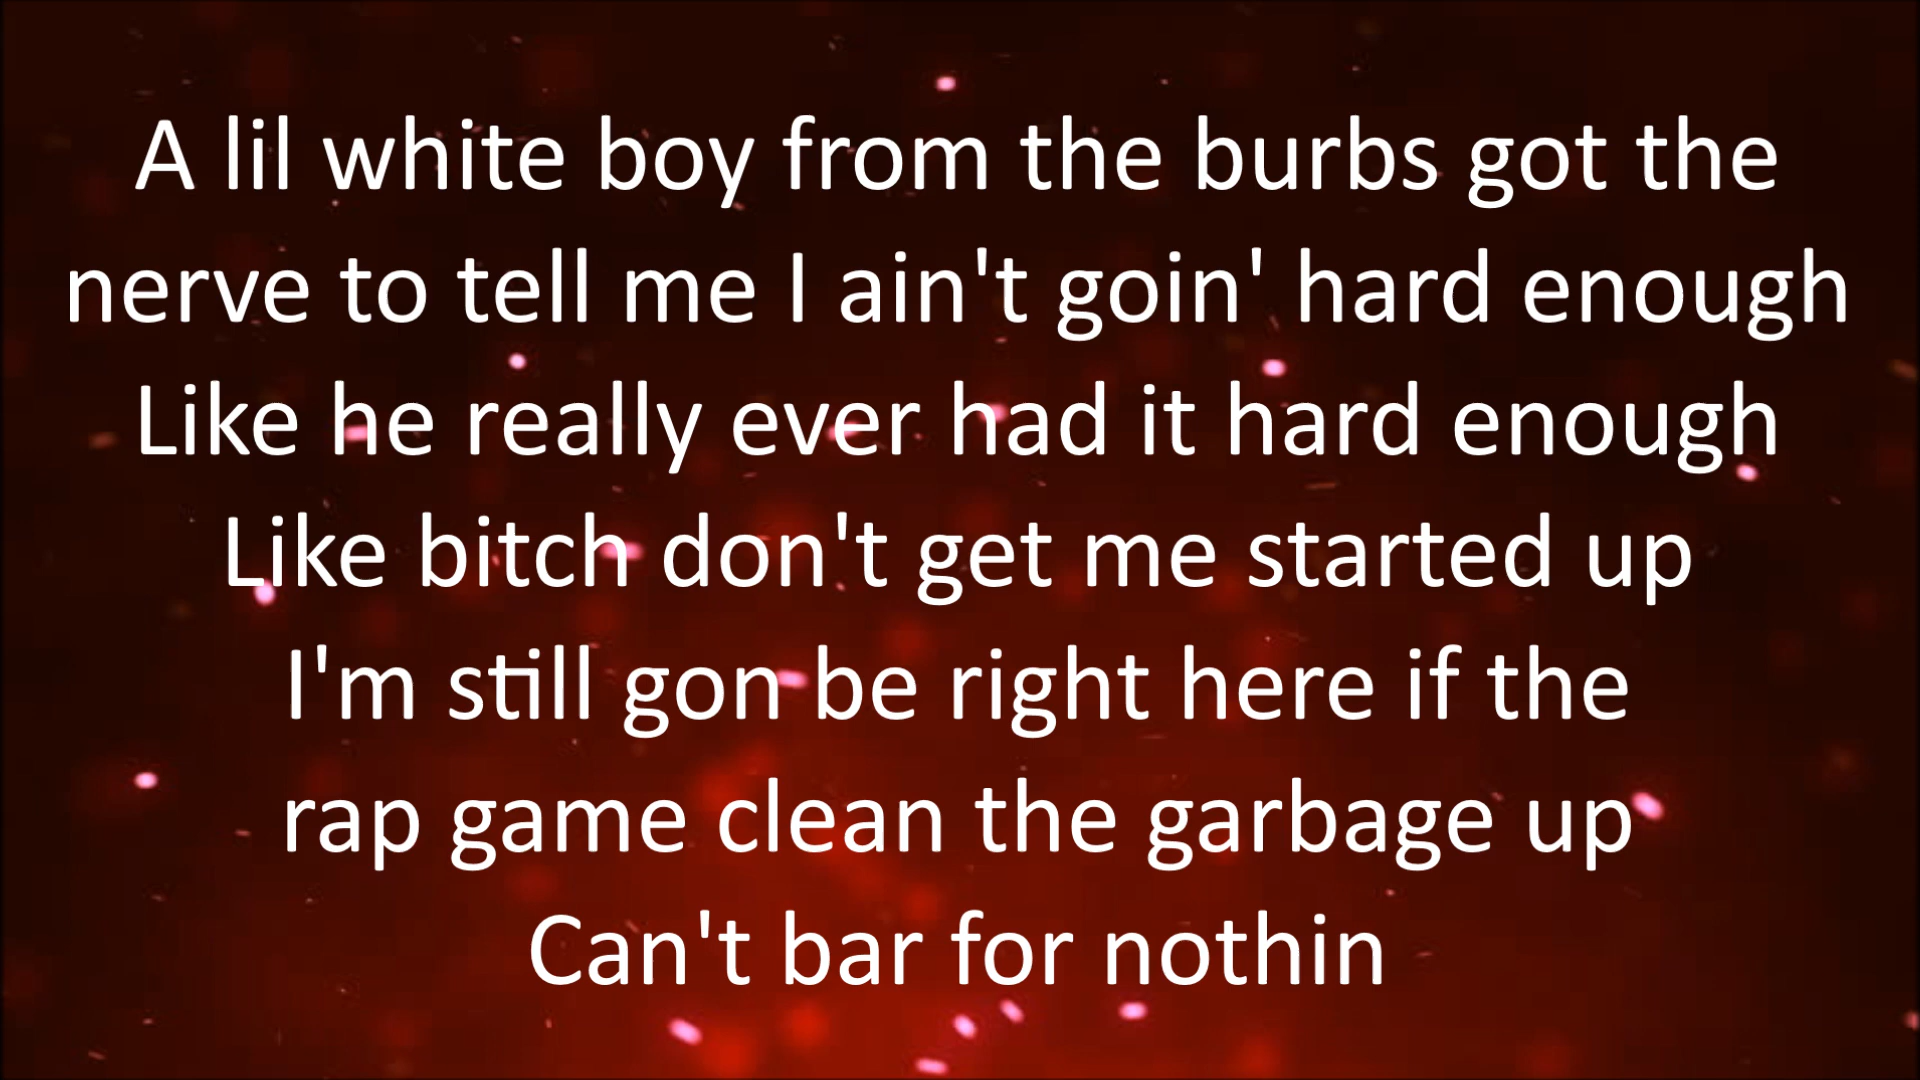 A lil white boy from the burbs got the
nerve to tell me I ain't goin' hard enough
Like he really ever had it hard enough
Like bitch don't get me started up
I'm still gon be right here if the
rap game clean the garbage up
Can't bar for nothin